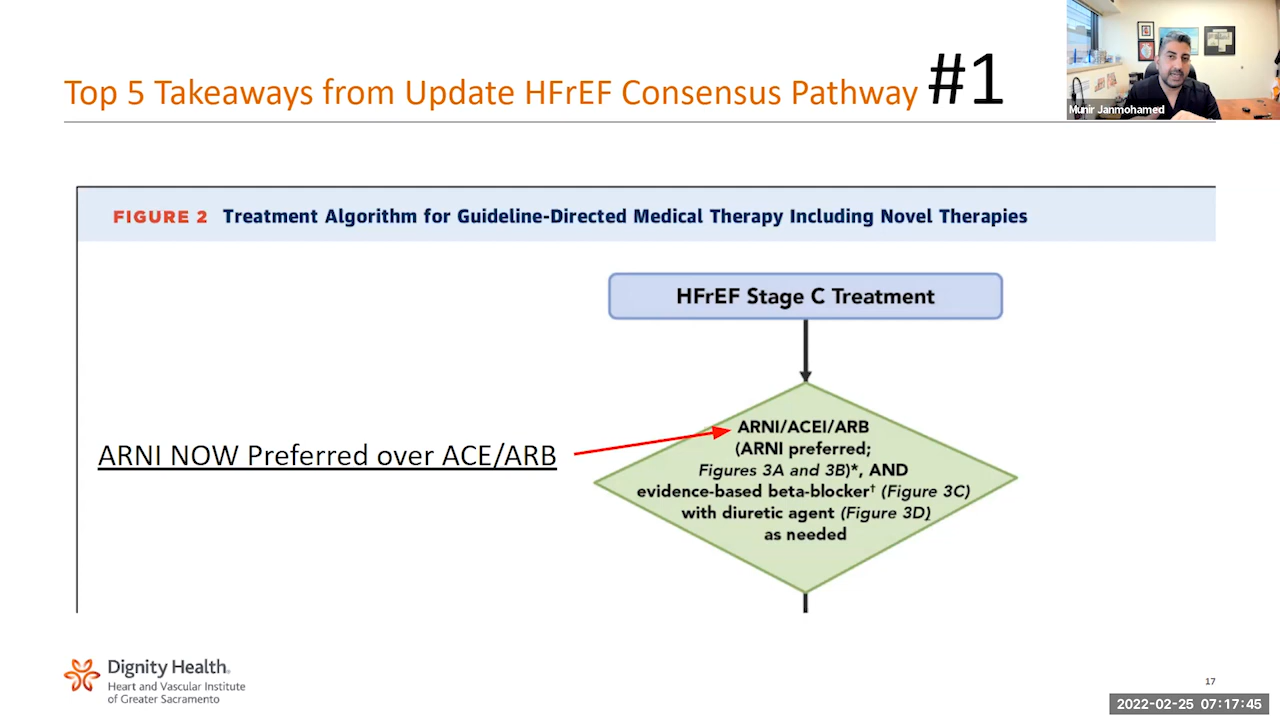 Top 5 Takeaways from Update HFrEF Consensus Pathway #1
Munir Janmohamed
FIGURE 2 Treatment Algorithm for Guideline-Directed Medical Therapy Including Novel Therapies
HFrEF Stage C Treatment
ARNI NOW Preferred over ACE/ARB
ARNI/ACEI/ARB
(ARNI preferred;
Figures 3A and 3B)*, AND
evidence-based beta-blocker† (Figure 3C)
with diuretic agent (Figure 3D)
as needed
Dignity Health.
Heart and Vascular Institute
of Greater Sacramento
17
2022-02-25 07:17:45